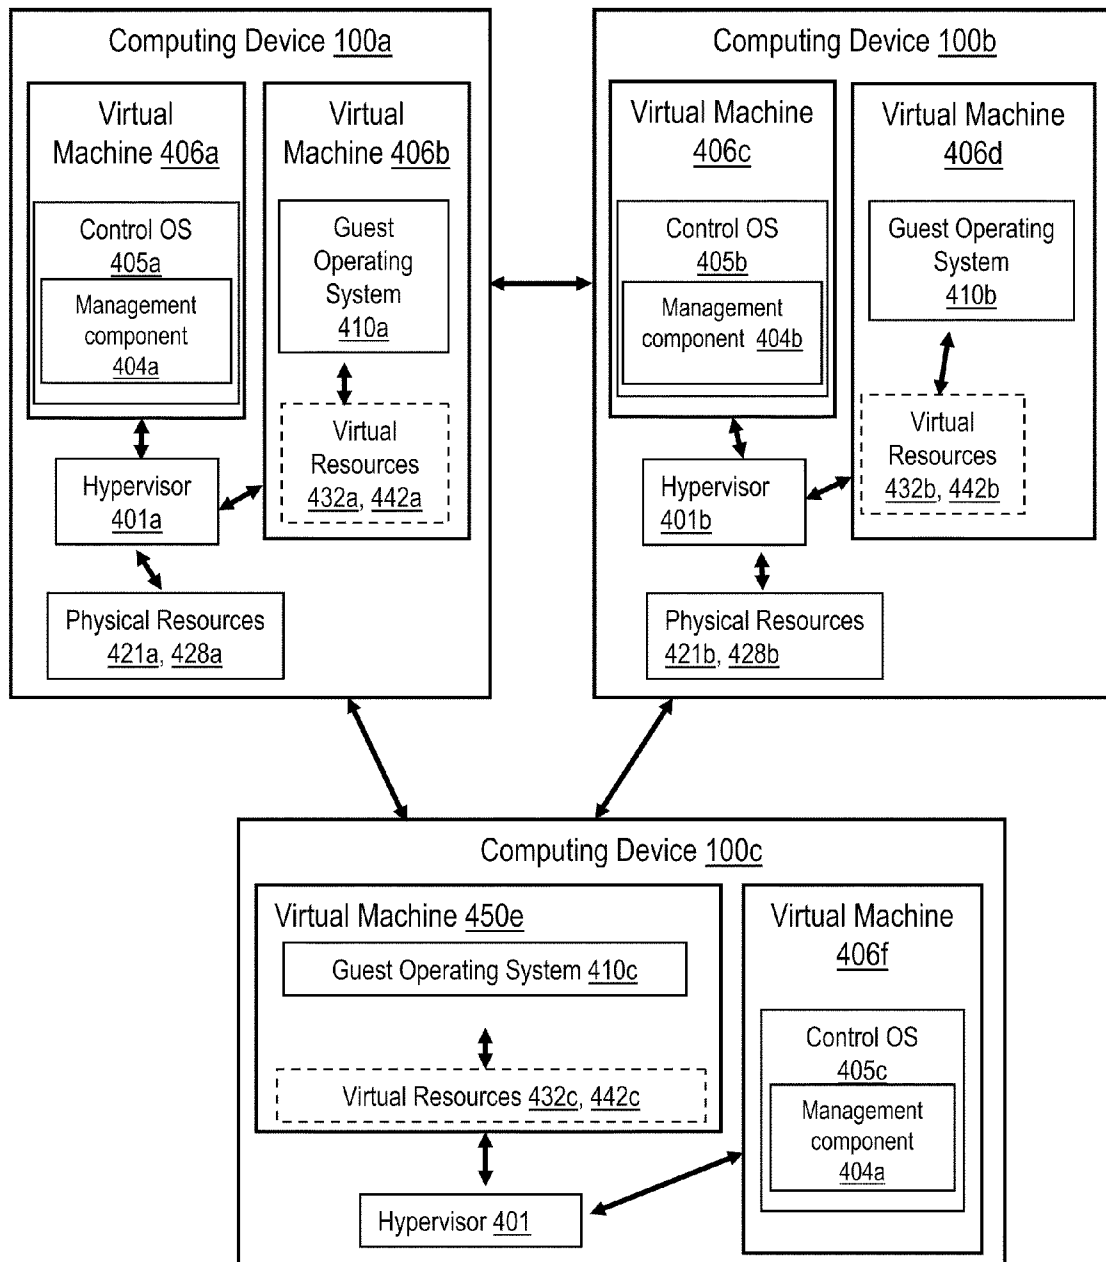 Computing Device 100a
Virtual
Machine 406a
Control OS
405a
Management
component
404a
Virtual
Machine 406b
Guest
Operating
System
410a
Virtual
Resources
432a, 442a
Hypervisor
401a
Physical Resources
421a, 428a
Computing Device 100b
Virtual Machine
406c
Control OS
405b
Management
component 404b
Virtual Machine
406d
Guest Operating
System
410b
Virtual
Resources
432b, 442b
Hypervisor
401b
Physical Resources
421b, 428b
Computing Device 100c
Virtual Machine 450e
Guest Operating System 410c
Virtual Resources 432c, 442c
Hypervisor 401
Virtual Machine
406f
Control OS
405c
Management
component
404a